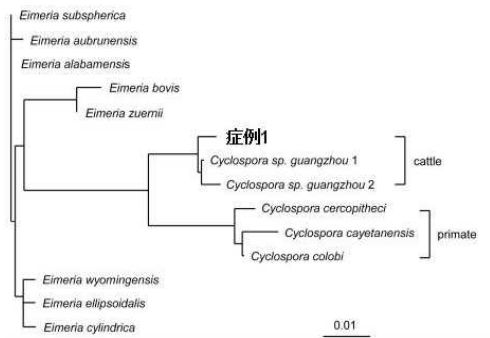 Eimeria subspherica
Eimeria aubrunensis
Eimeria alabamensis
Eimeria bovis
Eimeria zuernii
症例1
Cyclospora sp. guangzhou 1
cattle
Cyclospora sp. guangzhou 2
Cyclospora cercopitheci
Cyclospora cayetanensis
primate
Cyclospora colobi
Eimeria wyomingensis
Eimeria ellipsoidalis
Eimeria cylindrica
0.01